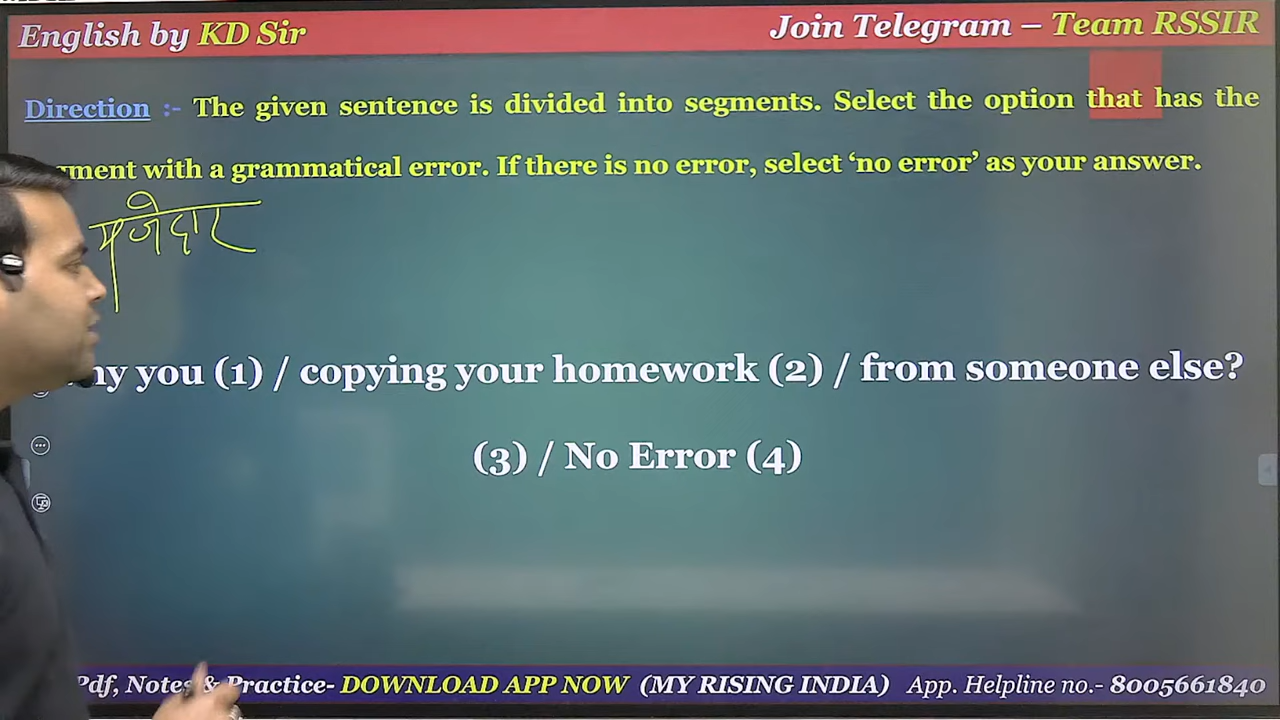 English by KD Sir
Join Telegram – Team RSSIR
Direction :- The given sentence is divided into segments. Select the option that has the
gment with a grammatical error. If there is no error, select ‘no error’ as your answer.
मजेदार
hy you (1) / copying your homework (2) / from someone else?
(3) / No Error (4)
Pdf, Notes & Practice- DOWNLOAD APP NOW (MY RISING INDIA) App. Helpline no.- 8005661840